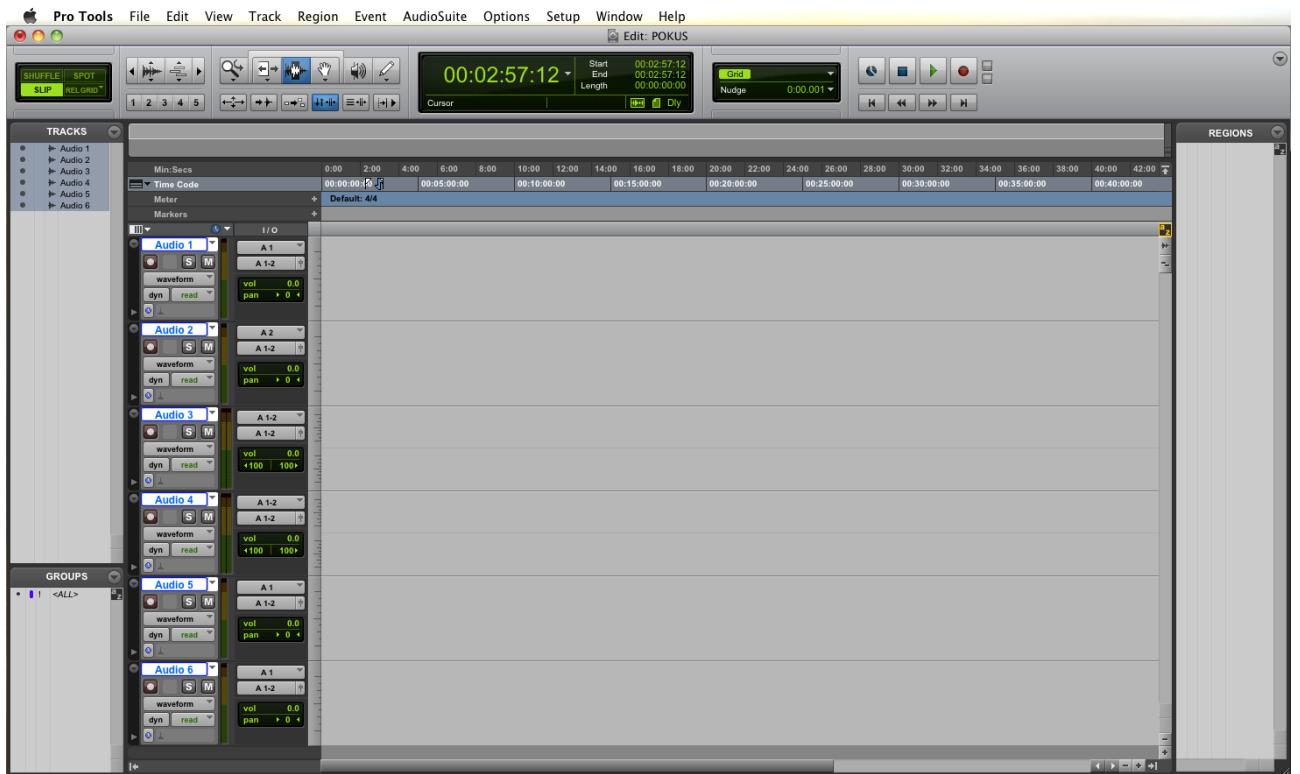 Pro Tools File Edit View Track Region Event AudioSuite Options Setup Window Help
Edit: POKUS
SHUFFLE SPOT
SLIP REL GRID
1 2 3 4 5
00:02:57:12
Start 00:02:57:12
End 00:02:57:12
Length 00:00:00:00
Cursor
Dly
Grid
Nudge 0:00.001
TRACKS
Audio 1
Audio 2
Audio 3
Audio 4
Audio 5
Audio 6
GROUPS
! <ALL>
a z
REGIONS
a z
Min:Secs 0:00 2:00 4:00 6:00 8:00 10:00 12:00 14:00 16:00 18:00 20:00 22:00 24:00 26:00 28:00 30:00 32:00 34:00 36:00 38:00 40:00 42:00
Time Code 00:00:00: 00:05:00:00 00:10:00:00 00:15:00:00 00:20:00:00 00:25:00:00 00:30:00:00 00:35:00:00 00:40:00:00
Meter + Default: 4/4
Markers +
I / O
a z
Audio 1 A 1
S M A 1-2
waveform
vol 0.0
dyn read pan 0
Audio 2 A 2
S M A 1-2
waveform
vol 0.0
dyn read pan 0
Audio 3 A 1-2
S M A 1-2
waveform
vol 0.0
dyn read 100 100
Audio 4 A 1-2
S M A 1-2
waveform
vol 0.0
dyn read 100 100
Audio 5 A 1
S M A 1-2
waveform
vol 0.0
dyn read pan 0
Audio 6 A 1
S M A 1-2
waveform
vol 0.0
dyn read pan 0